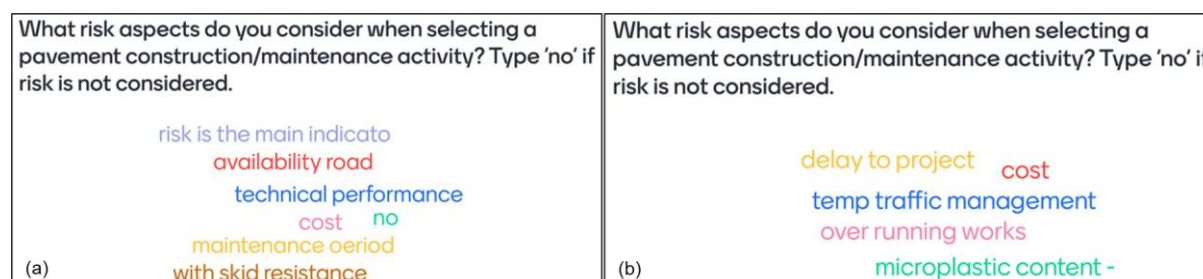 What risk aspects do you consider when selecting a
pavement construction/maintenance activity? Type 'no' if
risk is not considered.
risk is the main indicato
availability road
technical performance
cost no
maintenance oeriod
with skid resistance
(a)
What risk aspects do you consider when selecting a
pavement construction/maintenance activity? Type 'no' if
risk is not considered.
delay to project cost
temp traffic management
over running works
microplastic content -
(b)